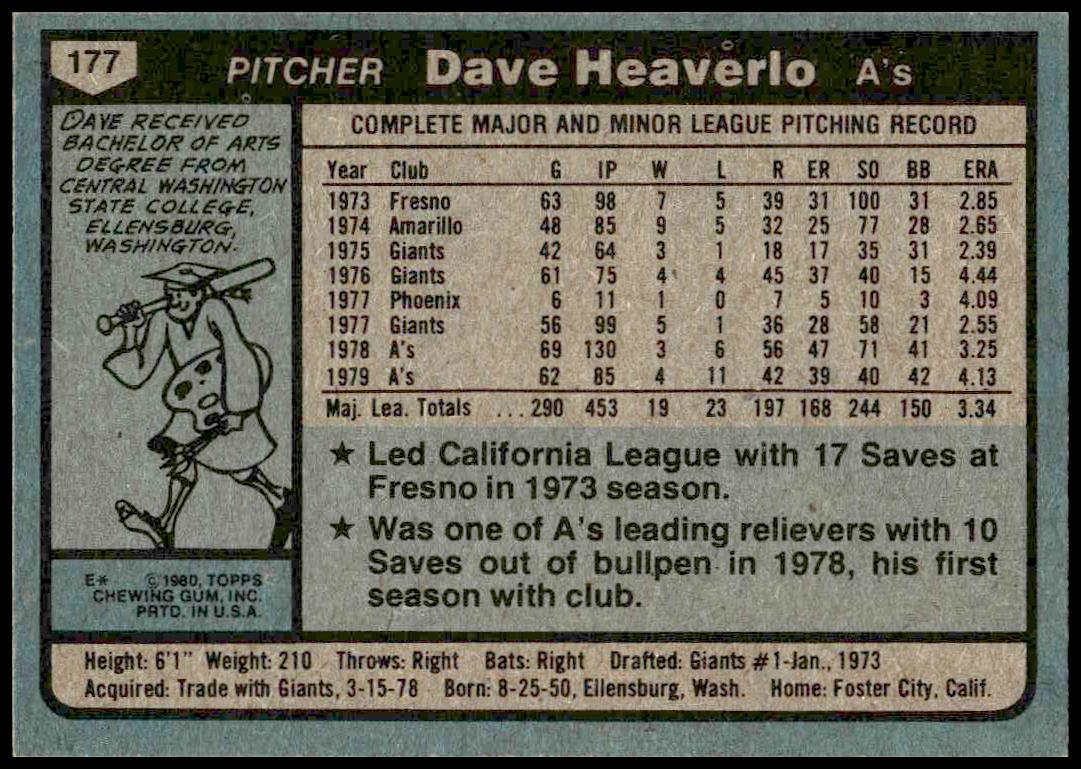 177 PITCHER Dave Heaverlo A's
DAVE RECEIVED
BACHELOR OF ARTS
DEGREE FROM
CENTRAL WASHINGTON
STATE COLLEGE,
ELLENSBURG,
WASHINGTON.
E* © 1980, TOPPS
CHEWING GUM, INC.
PRTD. IN U.S.A.
COMPLETE MAJOR AND MINOR LEAGUE PITCHING RECORD
Year Club G IP W L R ER SO BB ERA
1973 Fresno 63 98 7 5 39 31 100 31 2.85
1974 Amarillo 48 85 9 5 32 25 77 28 2.65
1975 Giants 42 64 3 1 18 17 35 31 2.39
1976 Giants 61 75 4 4 45 37 40 15 4.44
1977 Phoenix 6 11 1 0 7 5 10 3 4.09
1977 Giants 56 99 5 1 36 28 58 21 2.55
1978 A's 69 130 3 6 56 47 71 41 3.25
1979 A's 62 85 4 11 42 39 40 42 4.13
Maj. Lea. Totals ... 290 453 19 23 197 168 244 150 3.34
★ Led California League with 17 Saves at
Fresno in 1973 season.
★ Was one of A's leading relievers with 10
Saves out of bullpen in 1978, his first
season with club.
Height: 6'1" Weight: 210 Throws: Right Bats: Right Drafted: Giants #1-Jan., 1973
Acquired: Trade with Giants, 3-15-78 Born: 8-25-50, Ellensburg, Wash. Home: Foster City, Calif.